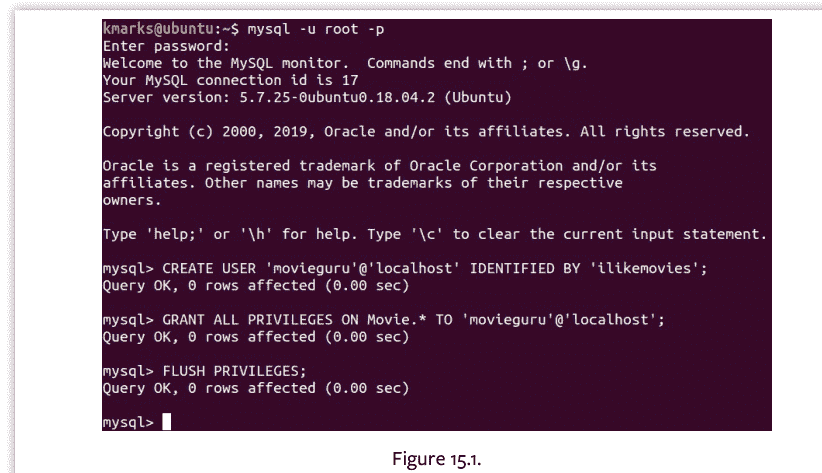 kmarks@ubuntu:~$ mysql -u root -p
Enter password:
Welcome to the MySQL monitor.  Commands end with ; or \g.
Your MySQL connection id is 17
Server version: 5.7.25-0ubuntu0.18.04.2 (Ubuntu)
Copyright (c) 2000, 2019, Oracle and/or its affiliates. All rights reserved.
Oracle is a registered trademark of Oracle Corporation and/or its
affiliates. Other names may be trademarks of their respective
owners.
Type 'help;' or '\h' for help. Type '\c' to clear the current input statement.
mysql> CREATE USER 'movieguru'@'localhost' IDENTIFIED BY 'ilikemovies';
Query OK, 0 rows affected (0.00 sec)
mysql> GRANT ALL PRIVILEGES ON Movie.* TO 'movieguru'@'localhost';
Query OK, 0 rows affected (0.00 sec)
mysql> FLUSH PRIVILEGES;
Query OK, 0 rows affected (0.00 sec)
mysql>
Figure 15.1.